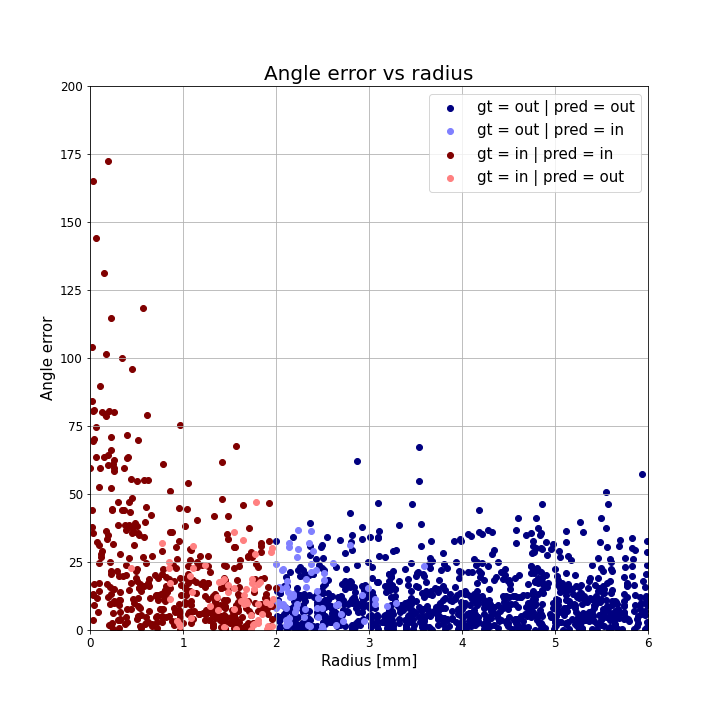 Angle error vs radius
gt = out | pred = out
gt = out | pred = in
gt = in | pred = in
gt = in | pred = out
200
175
150
125
100
75
50
25
0
Angle error
0 1 2 3 4 5 6
Radius [mm]